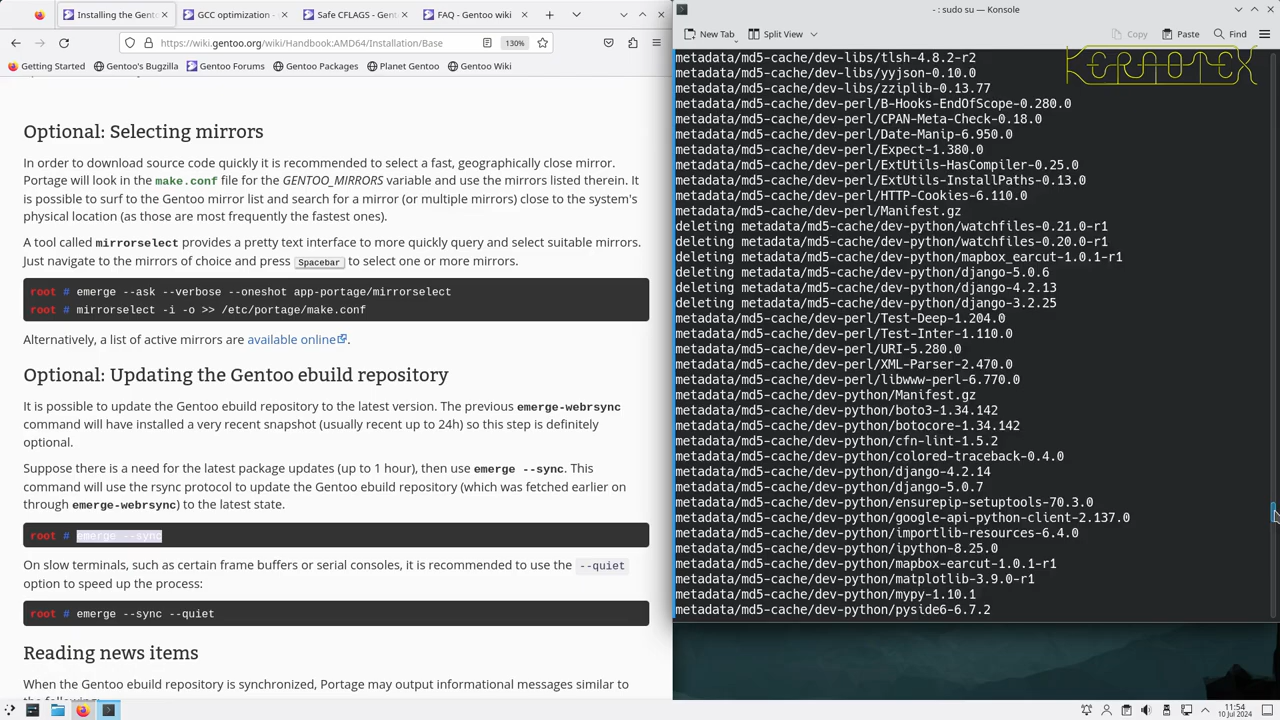 Installing the Gento
GCC optimization -
Safe CFLAGS - Gent
FAQ - Gentoo wiki
https://wiki.gentoo.org/wiki/Handbook:AMD64/Installation/Base
130%
Getting Started
Gentoo's Bugzilla
Gentoo Forums
Gentoo Packages
Planet Gentoo
Gentoo Wiki
Optional: Selecting mirrors
In order to download source code quickly it is recommended to select a fast, geographically close mirror.
Portage will look in the make.conf file for the GENTOO_MIRRORS variable and use the mirrors listed therein. It
is possible to surf to the Gentoo mirror list and search for a mirror (or multiple mirrors) close to the system's
physical location (as those are most frequently the fastest ones).
A tool called mirrorselect provides a pretty text interface to more quickly query and select suitable mirrors.
Just navigate to the mirrors of choice and press Spacebar to select one or more mirrors.
root # emerge --ask --verbose --oneshot app-portage/mirrorselect
root # mirrorselect -i -o >> /etc/portage/make.conf
Alternatively, a list of active mirrors are available online.
Optional: Updating the Gentoo ebuild repository
It is possible to update the Gentoo ebuild repository to the latest version. The previous emerge-webrsync
command will have installed a very recent snapshot (usually recent up to 24h) so this step is definitely
optional.
Suppose there is a need for the latest package updates (up to 1 hour), then use emerge --sync. This
command will use the rsync protocol to update the Gentoo ebuild repository (which was fetched earlier on
through emerge-webrsync) to the latest state.
root # emerge --sync
On slow terminals, such as certain frame buffers or serial consoles, it is recommended to use the --quiet
option to speed up the process:
root # emerge --sync --quiet
Reading news items
When the Gentoo ebuild repository is synchronized, Portage may output informational messages similar to
- : sudo su — Konsole
New Tab
Split View
Copy
Paste
Find
KERNOTEX
metadata/md5-cache/dev-libs/tlsh-4.8.2-r2
metadata/md5-cache/dev-libs/yyjson-0.10.0
metadata/md5-cache/dev-libs/zziplib-0.13.77
metadata/md5-cache/dev-perl/B-Hooks-EndOfScope-0.280.0
metadata/md5-cache/dev-perl/CPAN-Meta-Check-0.18.0
metadata/md5-cache/dev-perl/Date-Manip-6.950.0
metadata/md5-cache/dev-perl/Expect-1.380.0
metadata/md5-cache/dev-perl/ExtUtils-HasCompiler-0.25.0
metadata/md5-cache/dev-perl/ExtUtils-InstallPaths-0.13.0
metadata/md5-cache/dev-perl/HTTP-Cookies-6.110.0
metadata/md5-cache/dev-perl/Manifest.gz
deleting metadata/md5-cache/dev-python/watchfiles-0.21.0-r1
deleting metadata/md5-cache/dev-python/watchfiles-0.20.0-r1
deleting metadata/md5-cache/dev-python/mapbox_earcut-1.0.1-r1
deleting metadata/md5-cache/dev-python/django-5.0.6
deleting metadata/md5-cache/dev-python/django-4.2.13
deleting metadata/md5-cache/dev-python/django-3.2.25
metadata/md5-cache/dev-perl/Test-Deep-1.204.0
metadata/md5-cache/dev-perl/Test-Inter-1.110.0
metadata/md5-cache/dev-perl/URI-5.280.0
metadata/md5-cache/dev-perl/XML-Parser-2.470.0
metadata/md5-cache/dev-perl/libwww-perl-6.770.0
metadata/md5-cache/dev-python/Manifest.gz
metadata/md5-cache/dev-python/boto3-1.34.142
metadata/md5-cache/dev-python/botocore-1.34.142
metadata/md5-cache/dev-python/cfn-lint-1.5.2
metadata/md5-cache/dev-python/colored-traceback-0.4.0
metadata/md5-cache/dev-python/django-4.2.14
metadata/md5-cache/dev-python/django-5.0.7
metadata/md5-cache/dev-python/ensurepip-setuptools-70.3.0
metadata/md5-cache/dev-python/google-api-python-client-2.137.0
metadata/md5-cache/dev-python/importlib-resources-6.4.0
metadata/md5-cache/dev-python/ipython-8.25.0
metadata/md5-cache/dev-python/mapbox-earcut-1.0.1-r1
metadata/md5-cache/dev-python/matplotlib-3.9.0-r1
metadata/md5-cache/dev-python/mypy-1.10.1
metadata/md5-cache/dev-python/pyside6-6.7.2
11:54
10 Jul 2024